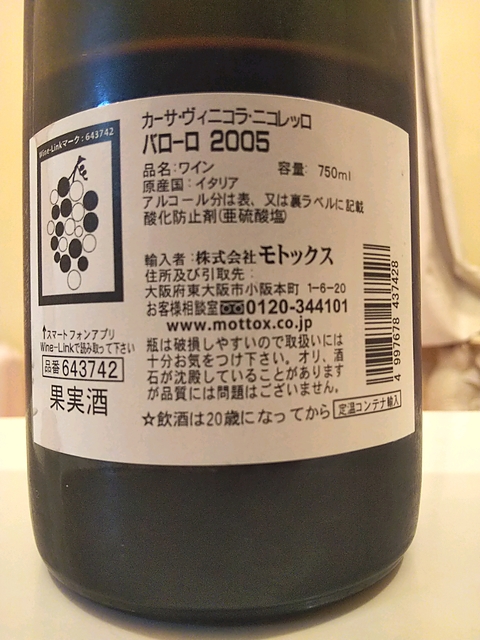 Wine-Linkマーク:643742
↑スマートフォンアプリ
Wine-Linkで読み取って下さい
品番 643742
果実酒
カーサ・ヴィニコラ・ニコレッロ
バローロ 2005
品名:ワイン 容量: 750ml
原産国:イタリア
アルコール分は表、又は裏ラベルに記載
酸化防止剤(亜硫酸塩)
輸入者:株式会社モトックス
住所及び引取先:
大阪府東大阪市小阪本町 1-6-20
お客様相談室 0120-344101
www.mottox.co.jp
瓶は破損しやすいので取扱いには
十分お気をつけ下さい。オリ、酒
石が沈殿していることがあります
が品質には問題はございません。
☆飲酒は20歳になってから 定温コンテナ輸入
4 997678 437428